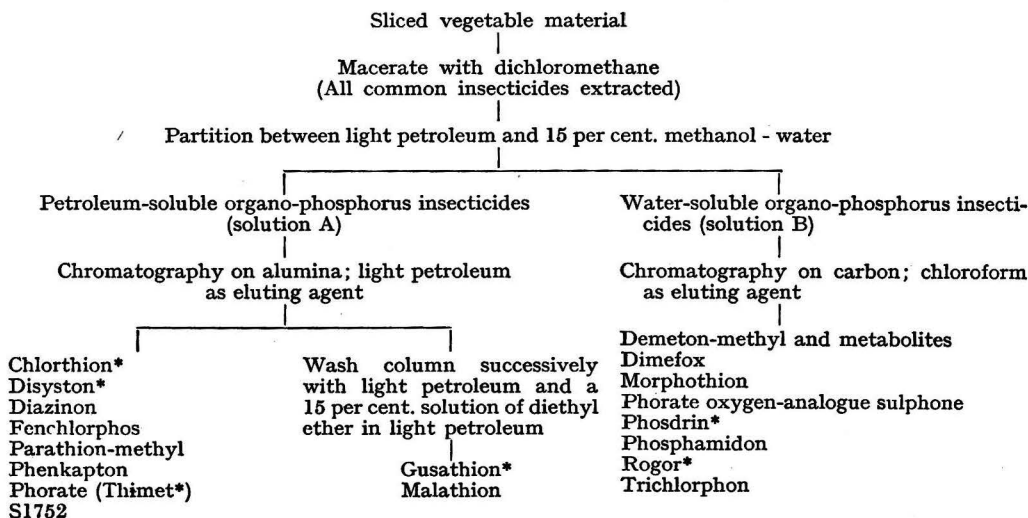 Sliced vegetable material
Macerate with dichloromethane
(All common insecticides extracted)
Partition between light petroleum and 15 per cent. methanol - water
Petroleum-soluble organo-phosphorus insecticides
(solution A)
Chromatography on alumina; light petroleum
as eluting agent
Chlorthion*
Disyston*
Diazinon
Fenchlorphos
Parathion-methyl
Phenkapton
Phorate (Thimet*)
S1752
Wash column successively
with light petroleum and a
15 per cent. solution of diethyl
ether in light petroleum
Gusathion*
Malathion
Water-soluble organo-phosphorus insecti-
cides (solution B)
Chromatography on carbon; chloroform
as eluting agent
Demeton-methyl and metabolites
Dimefox
Morphothion
Phorate oxygen-analogue sulphone
Phosdrin*
Phosphamidon
Rogor*
Trichlorphon